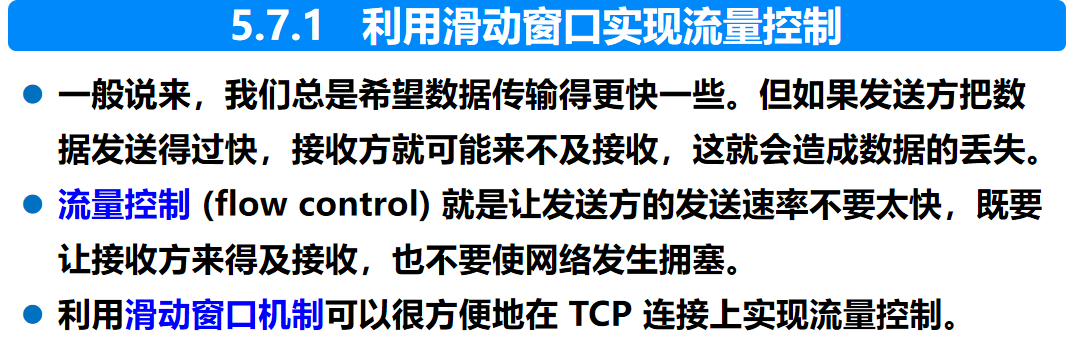 5.7.1 利用滑动窗口实现流量控制
● 一般说来，我们总是希望数据传输得更快一些。但如果发送方把数
据发送得过快，接收方就可能来不及接收，这就会造成数据的丢失。
● 流量控制 (flow control) 就是让发送方的发送速率不要太快，既要
让接收方来得及接收，也不要使网络发生拥塞。
● 利用滑动窗口机制可以很方便地在 TCP 连接上实现流量控制。